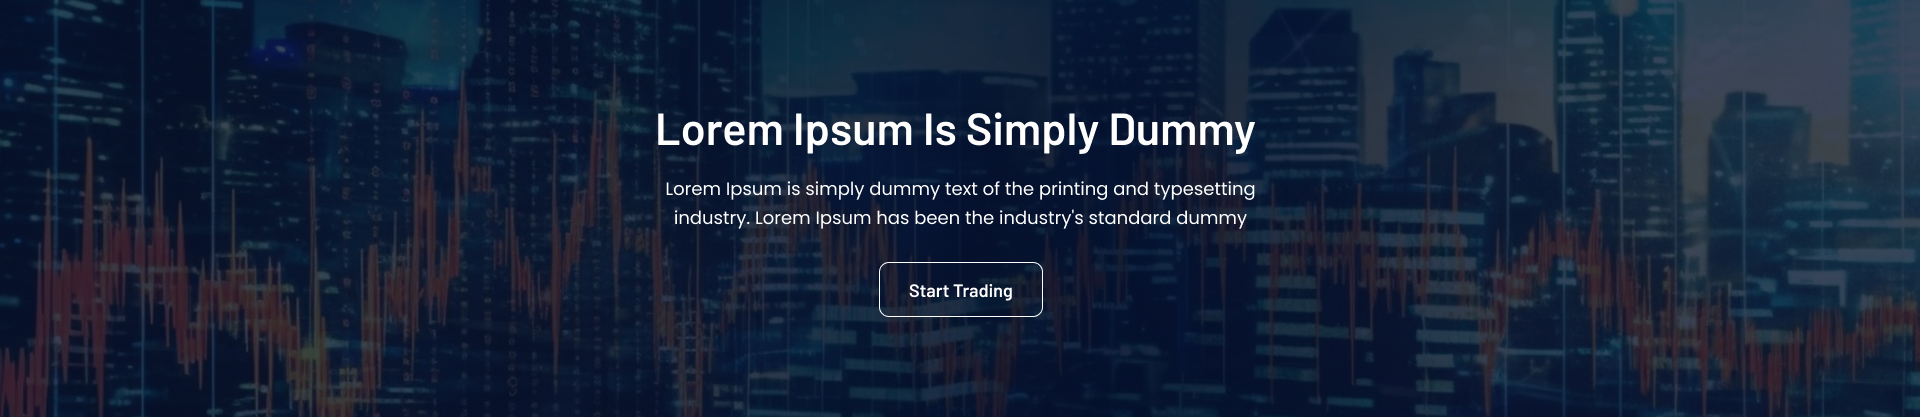 Lorem Ipsum Is Simply Dummy
Lorem Ipsum is simply dummy text of the printing and typesetting
industry. Lorem Ipsum has been the industry's standard dummy
Start Trading